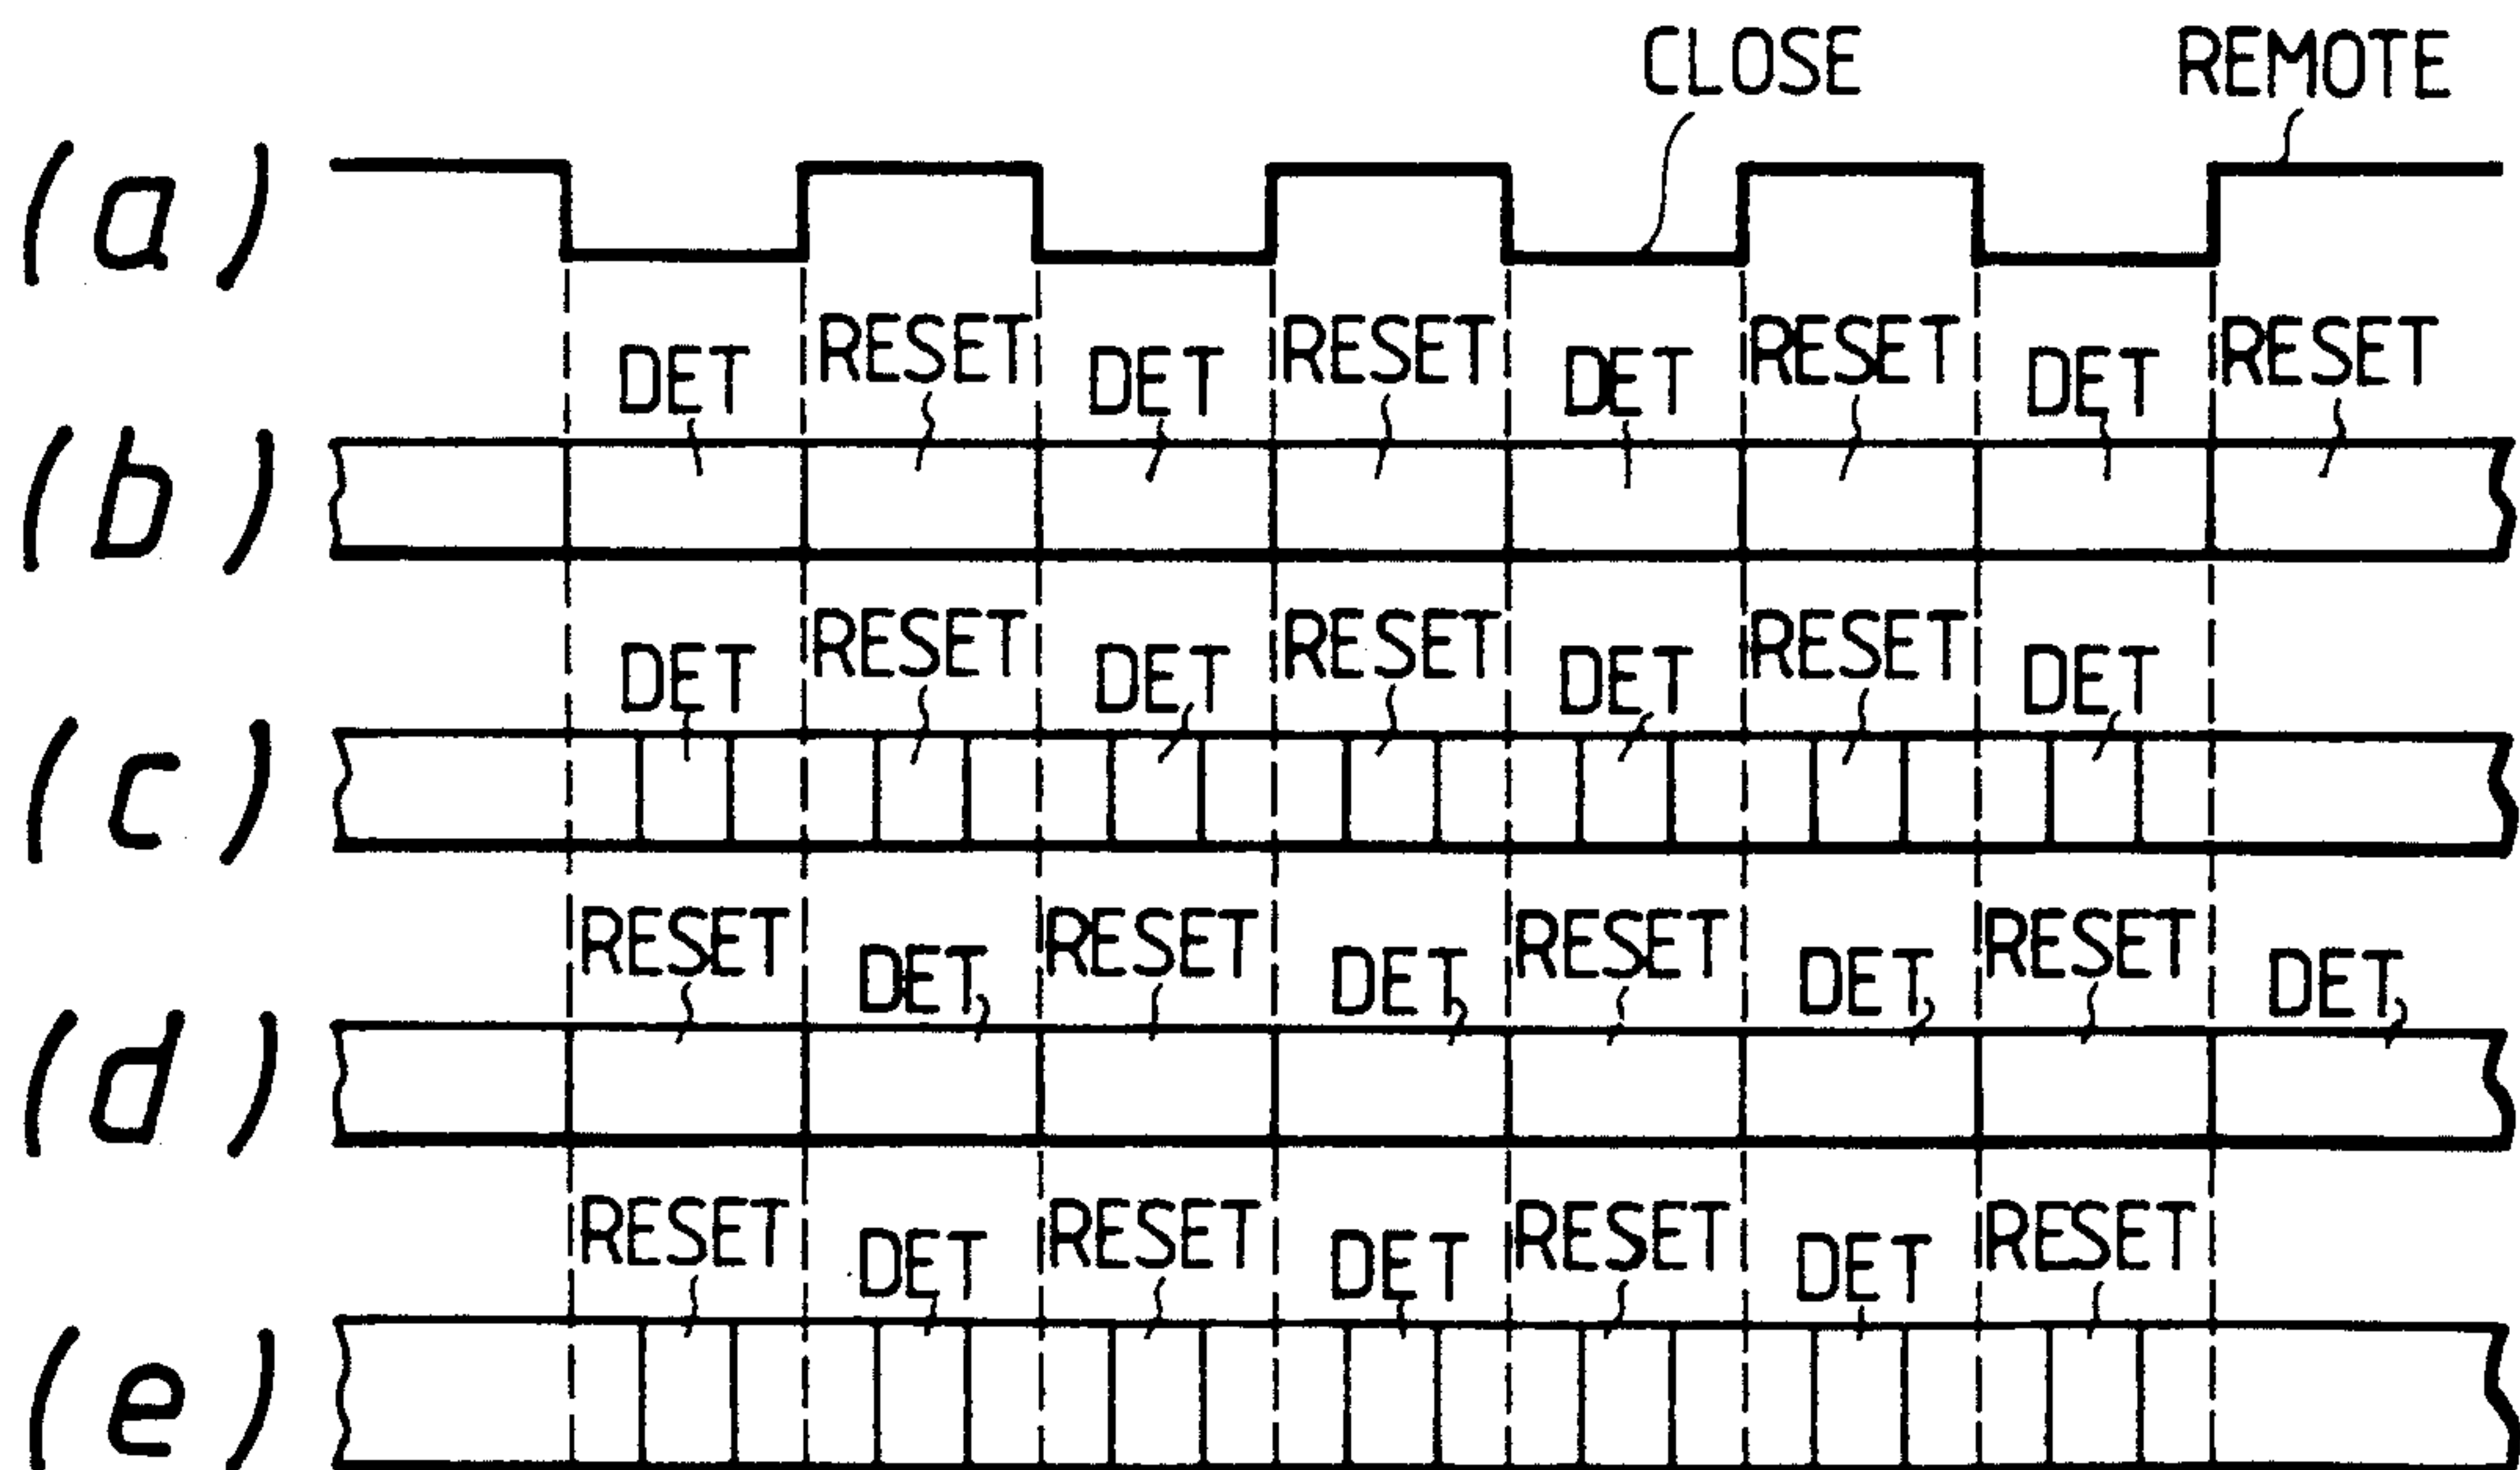 CLOSE REMOTE
(a)
DET RESET DET RESET DET RESET DET RESET
(b)
DET RESET DET RESET DET RESET DET
(c)
RESET DET RESET DET RESET DET RESET DET
(d)
RESET DET RESET DET RESET DET RESET
(e)